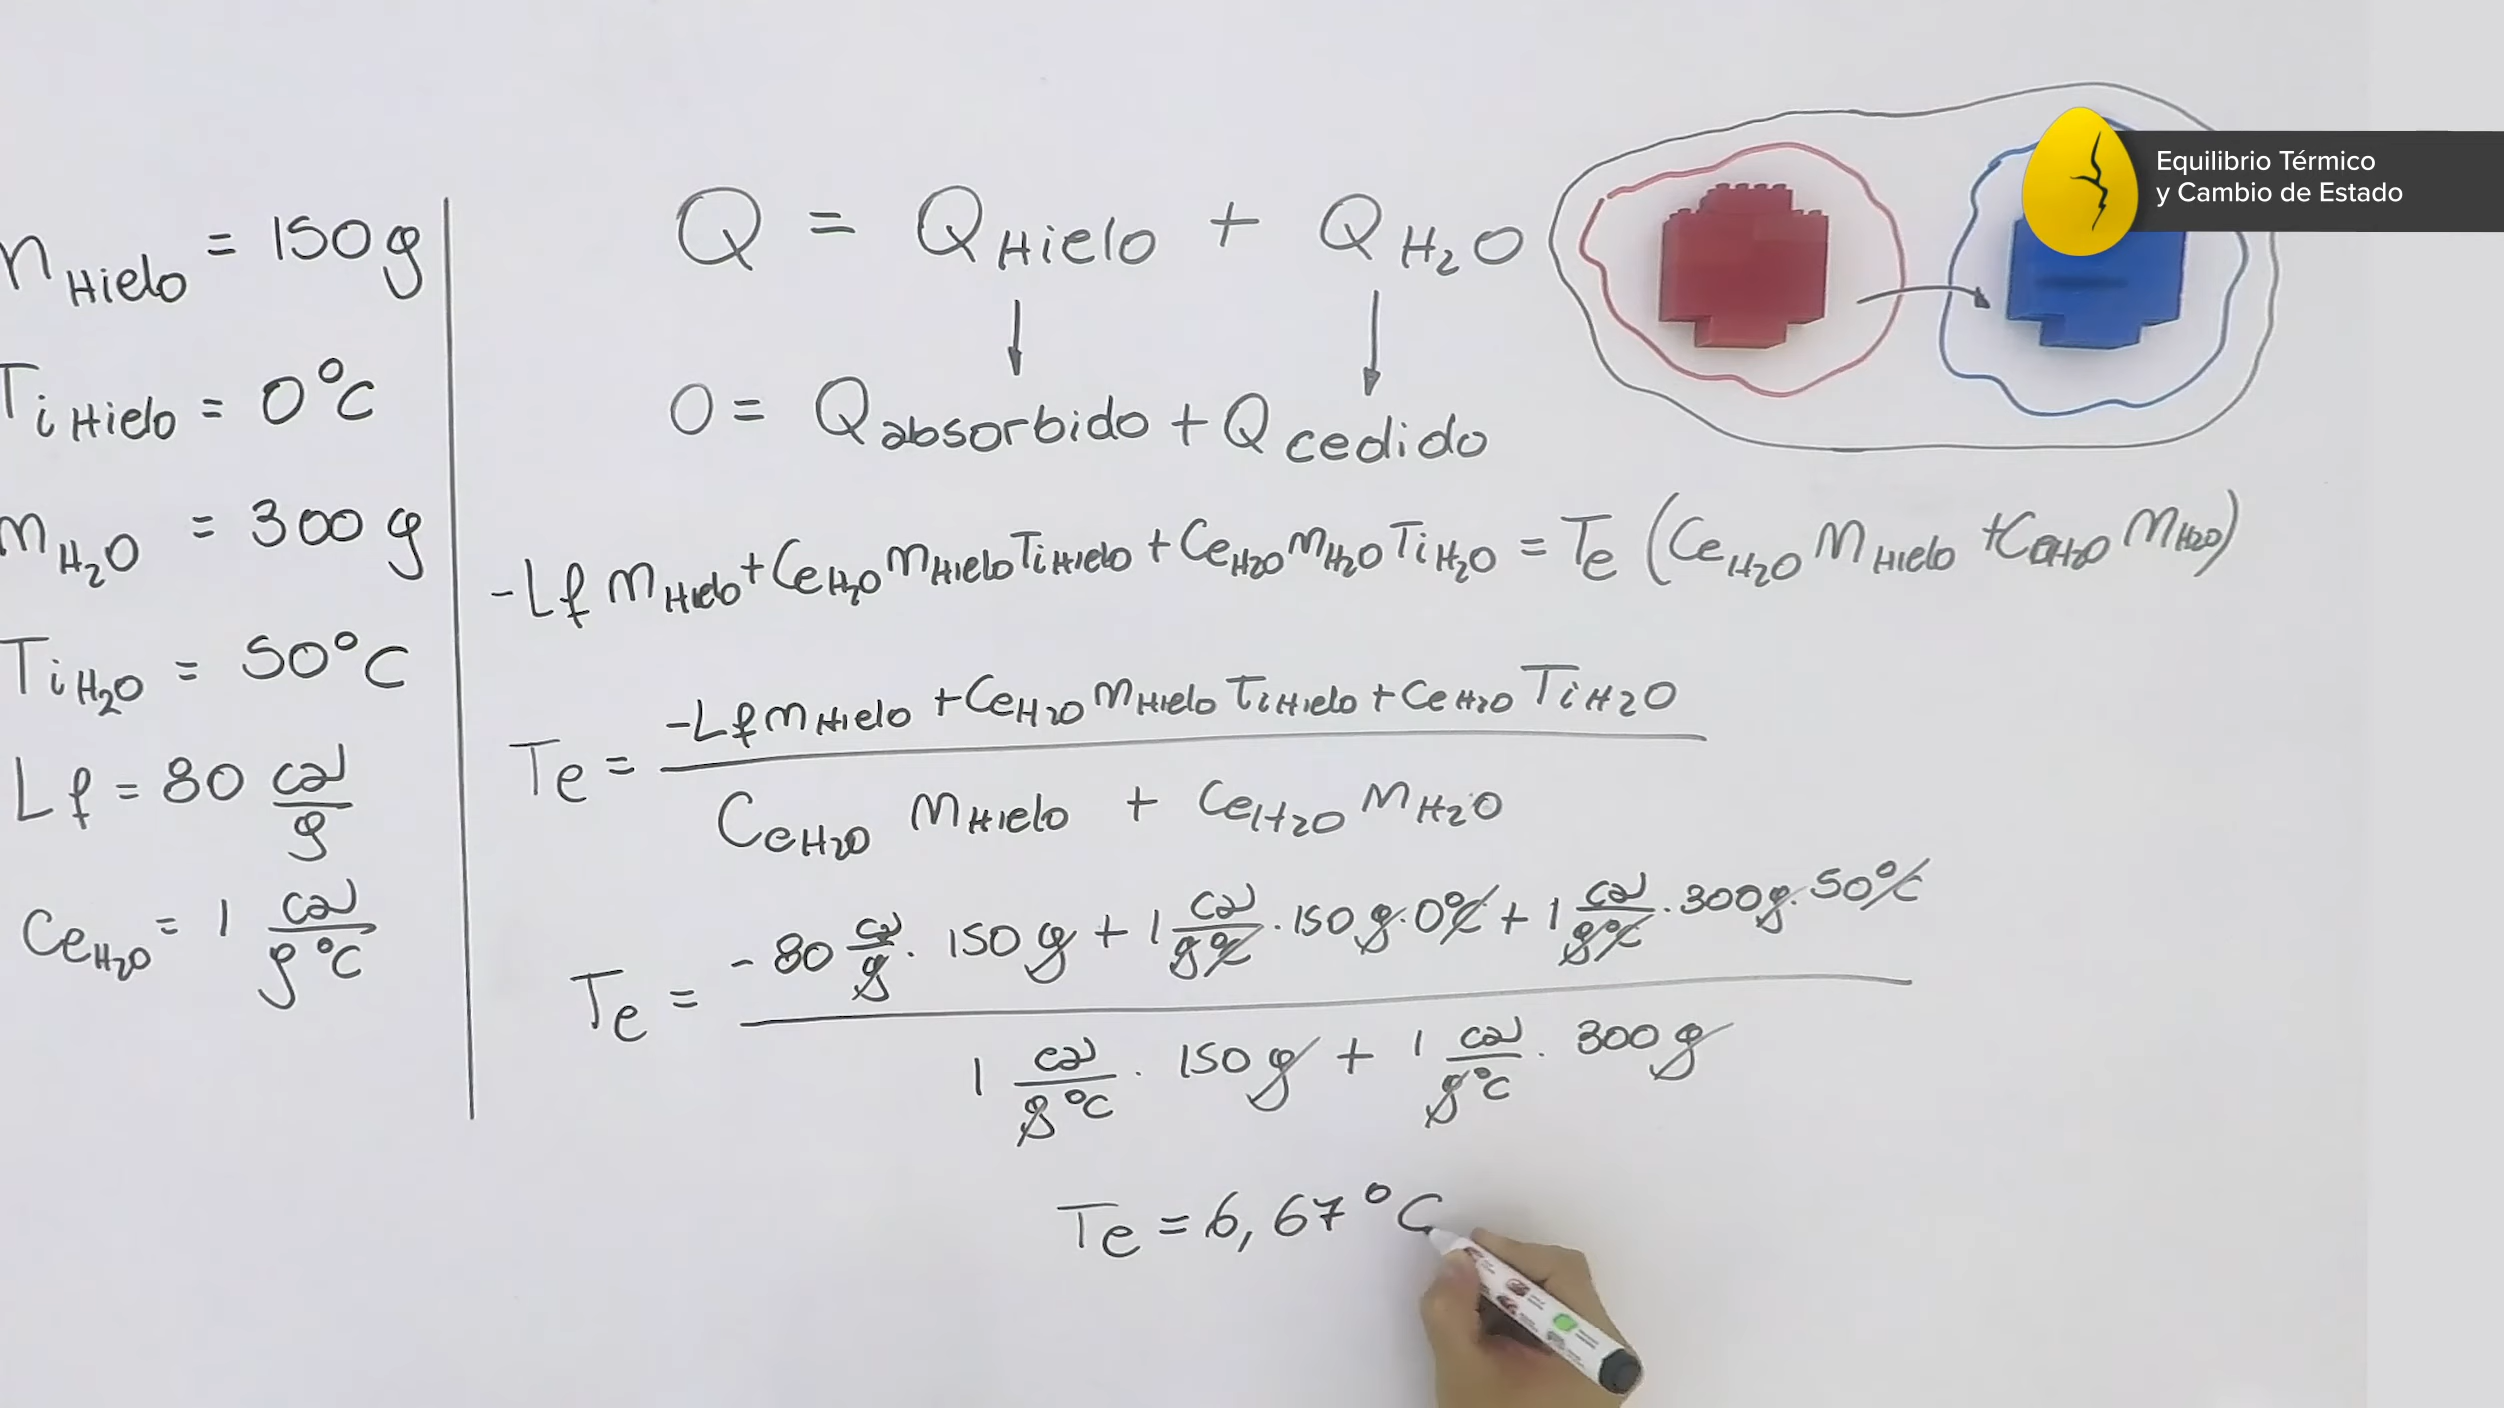 Equilibrio Térmico
y Cambio de Estado
m Hielo = 150 g
Ti Hielo = 0°C
m H₂O = 300 g
Ti H₂O = 50°C
Lf = 80 cal/g
Ce H₂O = 1 cal/g °C
Q = Q Hielo + Q H₂O
0 = Q absorbido + Q cedido
-Lf m Hielo + Ce H₂O m Hielo Ti Hielo + Ce H₂O m H₂O Ti H₂O = Te (Ce H₂O m Hielo + Ce H₂O m H₂O)
Te = (-Lf m Hielo + Ce H₂O m Hielo Ti Hielo + Ce H₂O Ti H₂O) / (Ce H₂O m Hielo + Ce H₂O m H₂O)
Te = (-80 cal/g · 150 g + 1 cal/g °C · 150 g · 0°C + 1 cal/g °C · 300 g · 50°C) / (1 cal/g °C · 150 g + 1 cal/g °C · 300 g)
Te = 6,67 °C